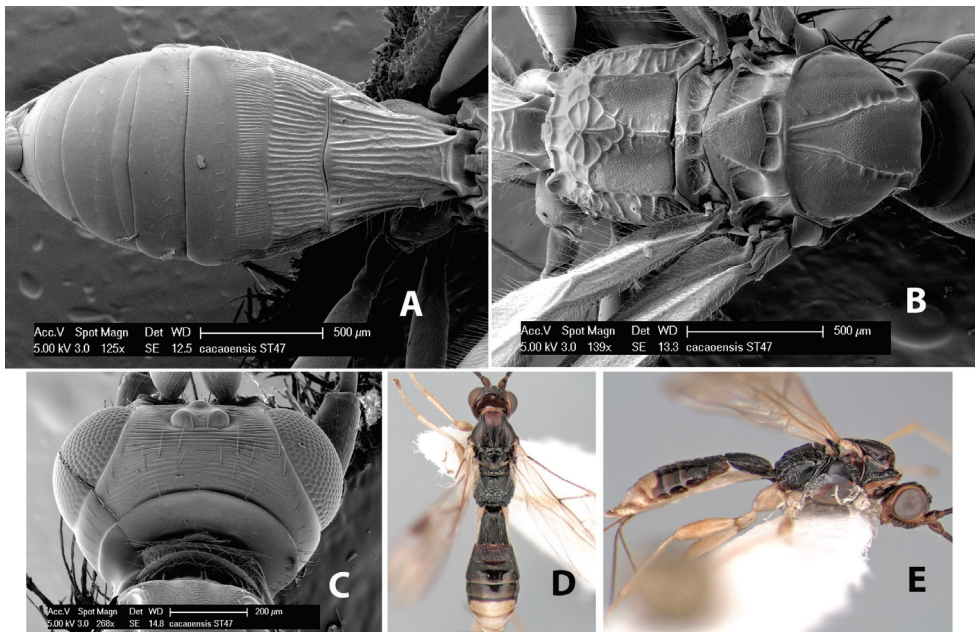 A
Acc.V Spot Magn Det WD 500 µm
5.00 kV 3.0 125x SE 12.5 cacaoensis ST47
B
Acc.V Spot Magn Det WD 500 µm
5.00 kV 3.0 139x SE 13.3 cacaoensis ST47
C
Acc.V Spot Magn Det WD 200 µm
5.00 kV 3.0 268x SE 14.8 cacaoensis ST47
D
E